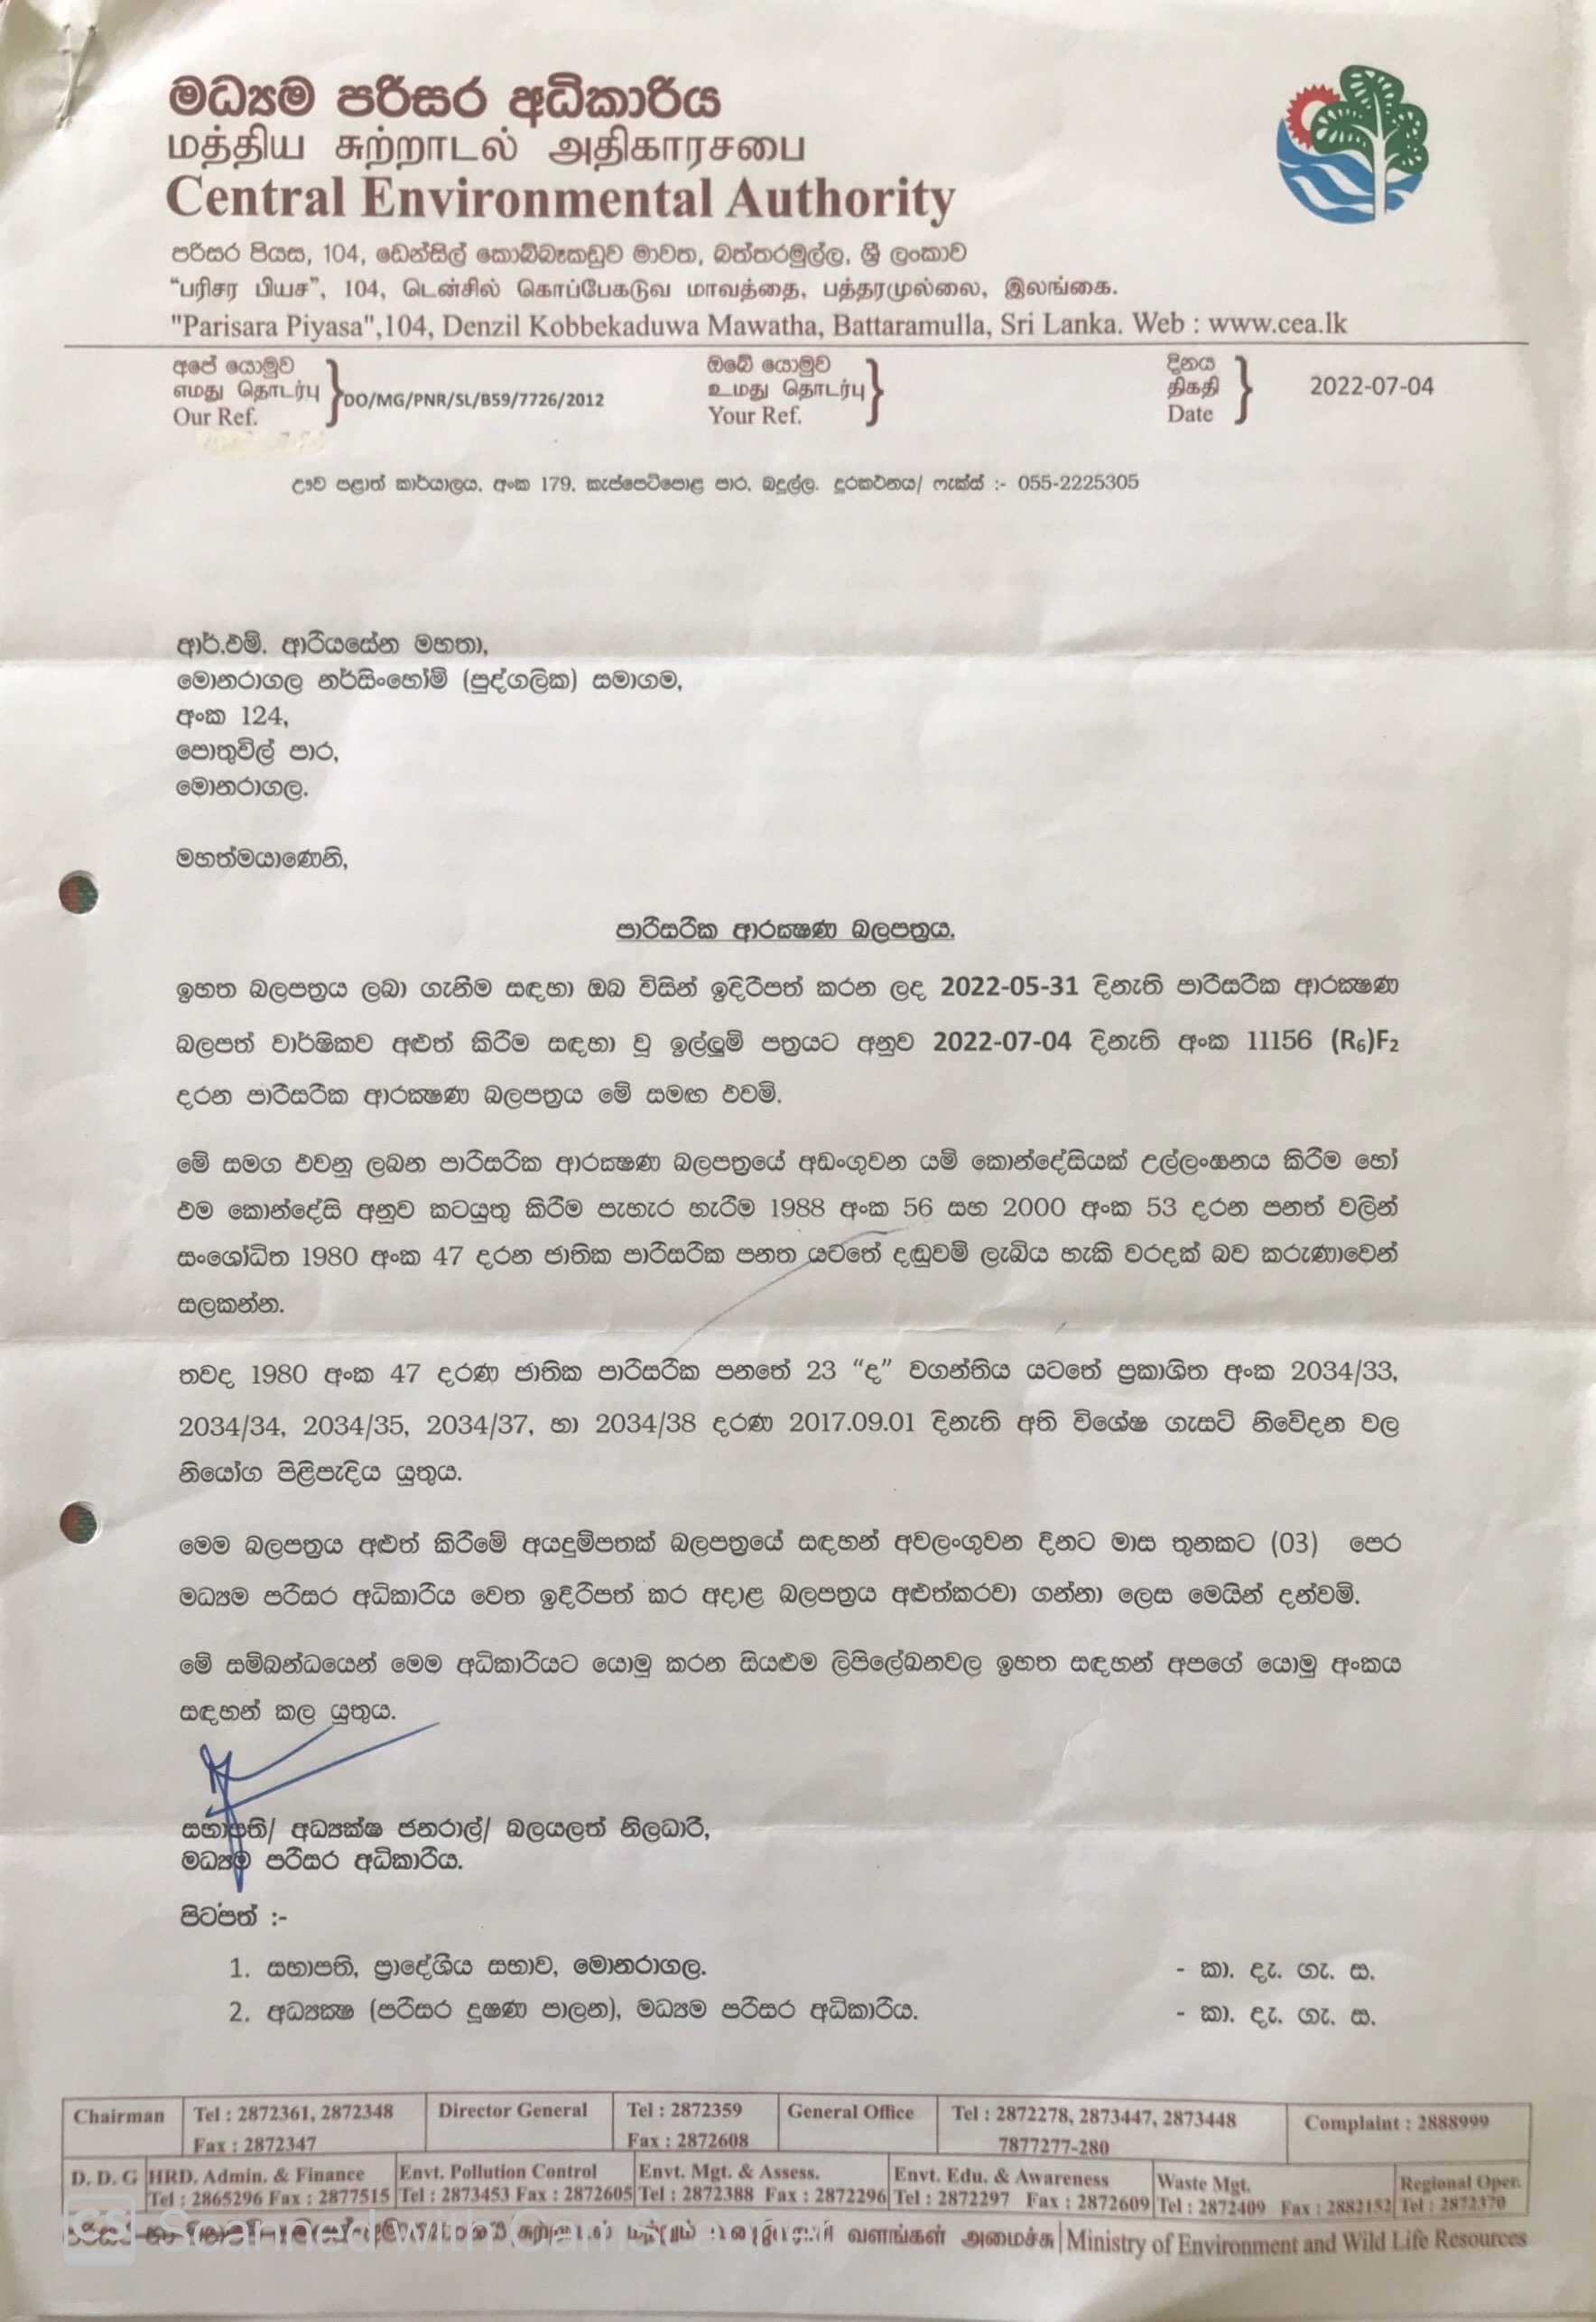 මධ්‍යම පරිසර අධිකාරිය
மத்திய சுற்றாடல் அதிகாரசபை
Central Environmental Authority
පරිසර පියස, 104, ඩෙන්සිල් කොබ්බෑකඩුව මාවත, බත්තරමුල්ල, ශ්‍රී ලංකාව
“பரிசர பியச”, 104, டென்சில் கொப்பேகடுவ மாவத்தை, பத்தரமுல்லை, இலங்கை.
"Parisara Piyasa",104, Denzil Kobbekaduwa Mawatha, Battaramulla, Sri Lanka. Web : www.cea.lk
අපේ යොමුව
எமது தொடர்பு
Our Ref.
DO/MG/PNR/SL/B59/7726/2012
ඔබේ යොමුව
உமது தொடர்பு
Your Ref.
දිනය
திகதி
Date
2022-07-04
ඌව පළාත් කාර්යාලය, අංක 179, කැප්පෙටිපොළ පාර, බදුල්ල. දුරකථනය/ ෆැක්ස් :- 055-2225305
ආර්.එම්. ආරියසේන මහතා,
මොනරාගල නර්සිංහෝම් (පුද්ගලික) සමාගම,
අංක 124,
පොතුවිල් පාර,
මොනරාගල.
මහත්මයාණෙනි,
පාරිසරික ආරක්‍ෂණ බලපත්‍රය.
ඉහත බලපත්‍රය ලබා ගැනීම සඳහා ඔබ විසින් ඉදිරිපත් කරන ලද 2022-05-31 දිනැති පාරිසරික ආරක්‍ෂණ
බලපත් වාර්ෂිකව අළුත් කිරීම සඳහා වූ ඉල්ලුම් පත්‍රයට අනුව 2022-07-04 දිනැති අංක 11156 (R₆)F₂
දරන පාරිසරික ආරක්‍ෂණ බලපත්‍රය මේ සමඟ එවමි.
මේ සමග එවනු ලබන පාරිසරික ආරක්‍ෂණ බලපත්‍රයේ අඩංගුවන යම් කොන්දේසියක් උල්ලංඝනය කිරීම හෝ
එම කොන්දේසි අනුව කටයුතු කිරීම පැහැර හැරීම 1988 අංක 56 සහ 2000 අංක 53 දරන පනත් වලින්
සංශෝධිත 1980 අංක 47 දරන ජාතික පාරිසරික පනත යටතේ දඬුවම් ලැබිය හැකි වරදක් බව කරුණාවෙන්
සලකන්න.
තවද 1980 අංක 47 දරණ ජාතික පාරිසරික පනතේ 23 “ද” වගන්තිය යටතේ ප්‍රකාශිත අංක 2034/33,
2034/34, 2034/35, 2034/37, හා 2034/38 දරණ 2017.09.01 දිනැති අති විශේෂ ගැසට් නිවේදන වල
නියෝග පිළිපැදිය යුතුය.
මෙම බලපත්‍රය අළුත් කිරීමේ අයදුම්පතක් බලපත්‍රයේ සඳහන් අවලංගුවන දිනට මාස තුනකට (03) පෙර
මධ්‍යම පරිසර අධිකාරිය වෙත ඉදිරිපත් කර අදාළ බලපත්‍රය අළුත්කරවා ගන්නා ලෙස මෙයින් දන්වමි.
මේ සම්බන්ධයෙන් මෙම අධිකාරියට යොමු කරන සියළුම ලිපිලේඛනවල ඉහත සඳහන් අපගේ යොමු අංකය
සඳහන් කල යුතුය.
සභාපති/ අධ්‍යක්ෂ ජනරාල්/ බලයලත් නිලධාරී,
මධ්‍යම පරිසර අධිකාරිය.
පිටපත් :-
1. සභාපති, ප්‍රාදේශීය සභාව, මොනරාගල. - කා. දැ. ගැ. ස.
2. අධ්‍යක්‍ෂ (පරිසර දූෂණ පාලන), මධ්‍යම පරිසර අධිකාරිය. - කා. දැ. ගැ. ස.
Chairman
Tel : 2872361, 2872348
Fax : 2872347
Director General
Tel : 2872359
Fax : 2872608
General Office
Tel : 2872278, 2873447, 2873448
7877277-280
Complaint : 2888999
D. D. G
HRD. Admin. & Finance
Tel : 2865296 Fax : 2877515
Envt. Pollution Control
Tel : 2873453 Fax : 2872605
Envt. Mgt. & Assess.
Tel : 2872388 Fax : 2872296
Envt. Edu. & Awareness
Tel : 2872297 Fax : 2872609
Waste Mgt.
Tel : 2872409 Fax : 2882152
Regional Oper.
Tel : 2872370
சுற்றாடல் மற்றும் வளங்கள் அமைச்சு | Ministry of Environment and Wild Life Resources
CS Scanned with CamScanner